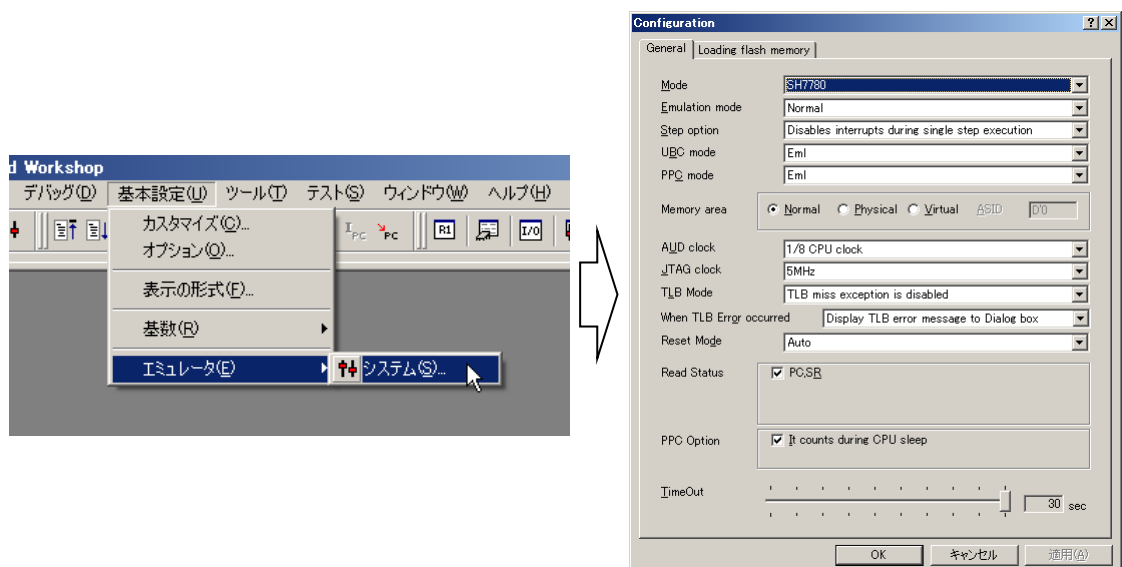 d Workshop
デバッグ(D) 基本設定(U) ツール(T) テスト(S) ウィンドウ(W) ヘルプ(H)
カスタマイズ(C)...
オプション(O)...
表示の形式(F)...
基数(R)
エミュレータ(E)
システム(S)...
IPC PC R1 I/O
Configuration
General Loading flash memory
Mode SH7780
Emulation mode Normal
Step option Disables interrupts during single step execution
UBC mode Eml
PPC mode Eml
Memory area Normal Physical Virtual ASID D'0
AUD clock 1/8 CPU clock
JTAG clock 5MHz
TLB Mode TLB miss exception is disabled
When TLB Error occurred Display TLB error message to Dialog box
Reset Mode Auto
Read Status PC,SR
PPC Option It counts during CPU sleep
TimeOut 30 sec
OK キャンセル 適用(A)